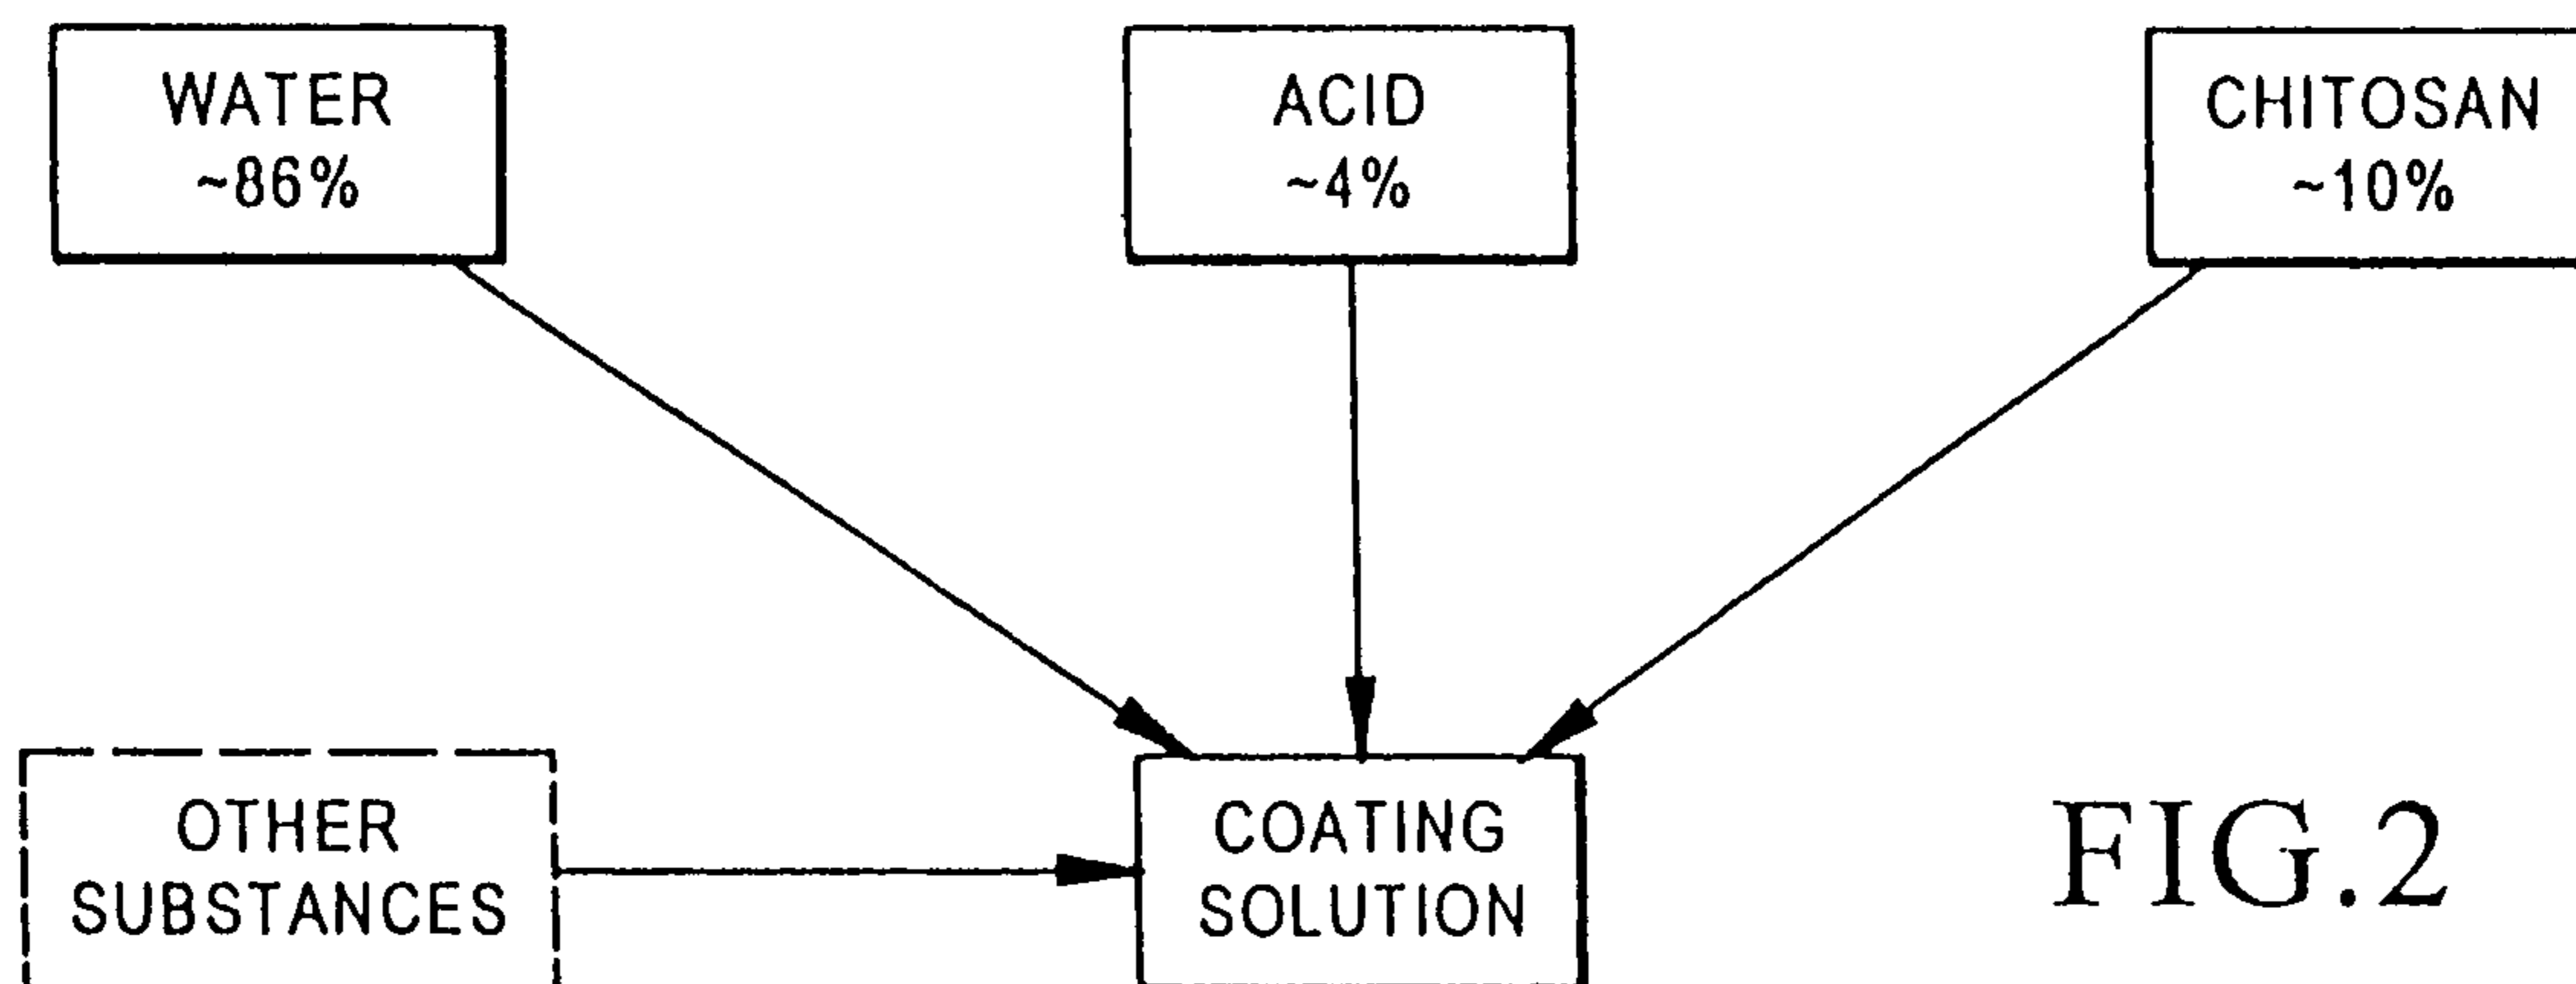 WATER
~86%
ACID
~4%
CHITOSAN
~10%
OTHER
SUBSTANCES
COATING
SOLUTION
FIG.2